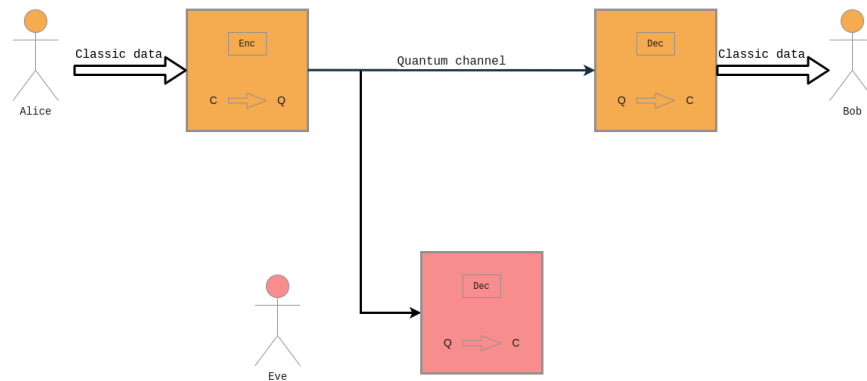 Alice
Classic data
Enc
C Q
Quantum channel
Dec
Q C
Classic data
Bob
Eve
Dec
Q C